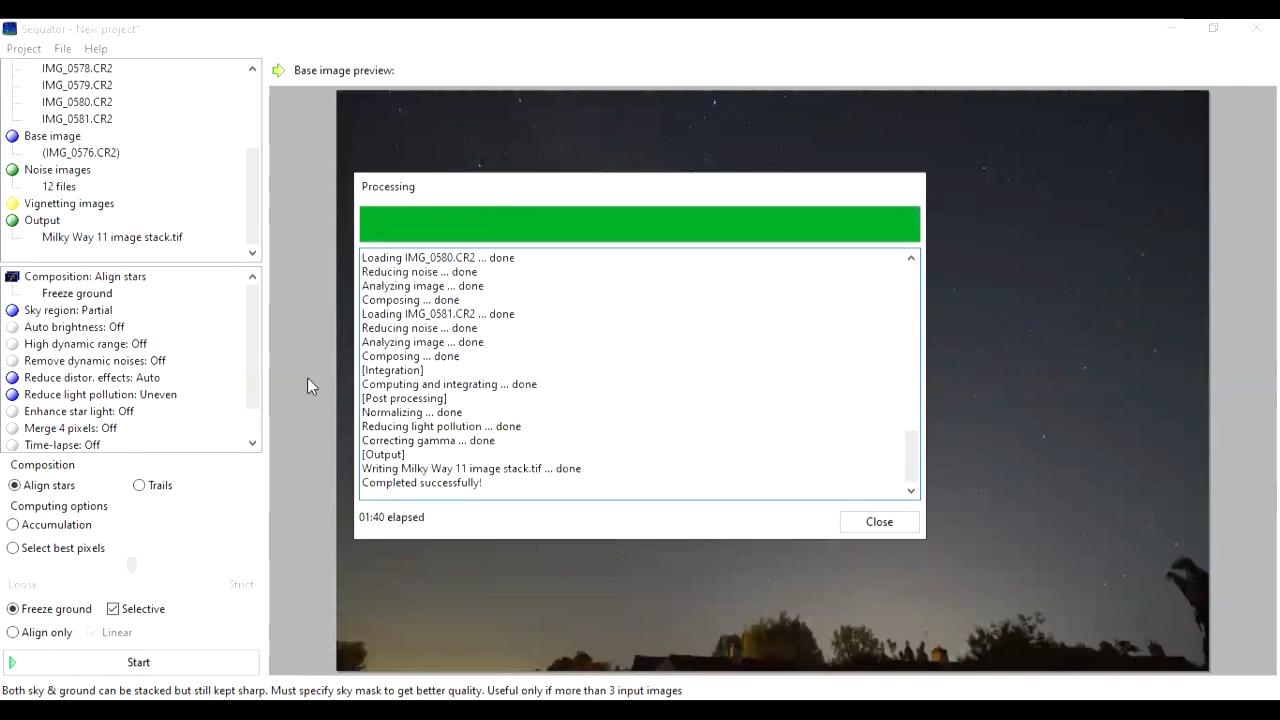 Sequator - New project*
Project File Help
IMG_0578.CR2
IMG_0579.CR2
IMG_0580.CR2
IMG_0581.CR2
Base image
(IMG_0576.CR2)
Noise images
12 files
Vignetting images
Output
Milky Way 11 image stack.tif
Composition: Align stars
Freeze ground
Sky region: Partial
Auto brightness: Off
High dynamic range: Off
Remove dynamic noises: Off
Reduce distor. effects: Auto
Reduce light pollution: Uneven
Enhance star light: Off
Merge 4 pixels: Off
Time-lapse: Off
Composition
Align stars Trails
Computing options
Accumulation
Select best pixels
Loose Strict
Freeze ground Selective
Align only Linear
Start
Base image preview:
Processing
Loading IMG_0580.CR2 ... done
Reducing noise ... done
Analyzing image ... done
Composing ... done
Loading IMG_0581.CR2 ... done
Reducing noise ... done
Analyzing image ... done
Composing ... done
[Integration]
Computing and integrating ... done
[Post processing]
Normalizing ... done
Reducing light pollution ... done
Correcting gamma ... done
[Output]
Writing Milky Way 11 image stack.tif ... done
Completed successfully!
01:40 elapsed
Close
Both sky & ground can be stacked but still kept sharp. Must specify sky mask to get better quality. Useful only if more than 3 input images